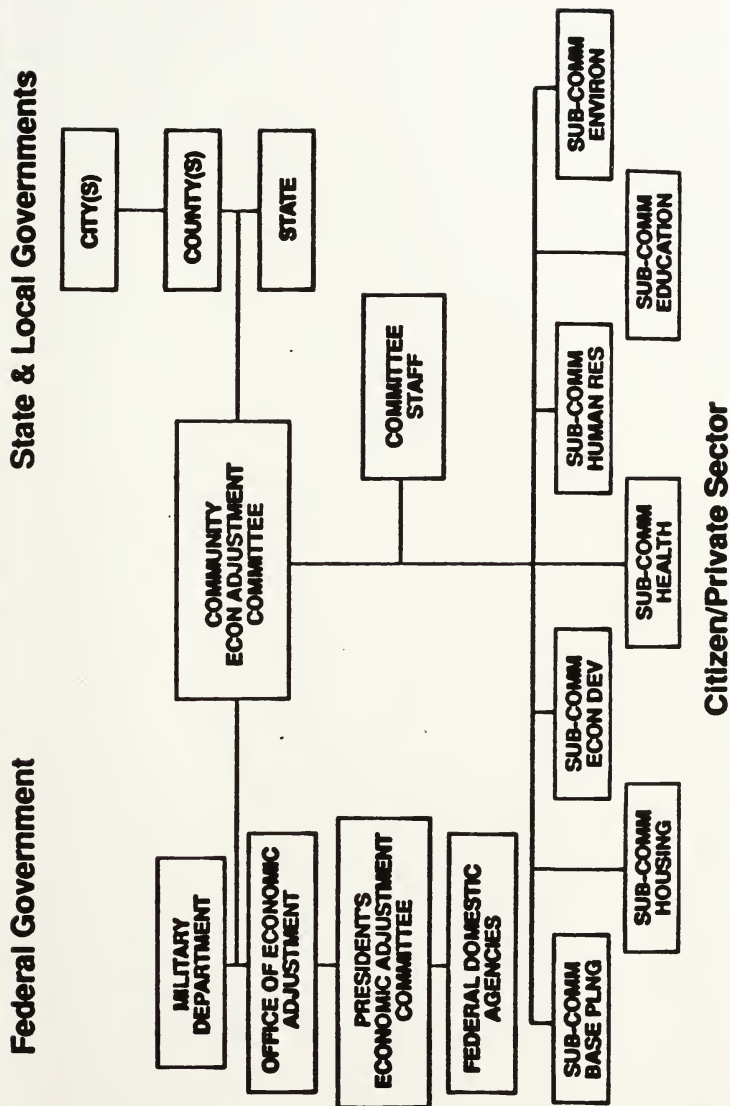 Federal Government
State & Local Governments
MILITARY
DEPARTMENT
OFFICE OF ECONOMIC
ADJUSTMENT
PRESIDENT'S
ECONOMIC ADJUSTMENT
COMMITTEE
FEDERAL DOMESTIC
AGENCIES
COMMUNITY
ECON ADJUSTMENT
COMMITTEE
CITY(S)
COUNTY(S)
STATE
COMMITTEE
STAFF
SUB-COMM
BASE PLNG
SUB-COMM
HOUSING
SUB-COMM
ECON DEV
SUB-COMM
HEALTH
SUB-COMM
HUMAN RES
SUB-COMM
EDUCATION
SUB-COMM
ENVIRON
Citizen/Private Sector